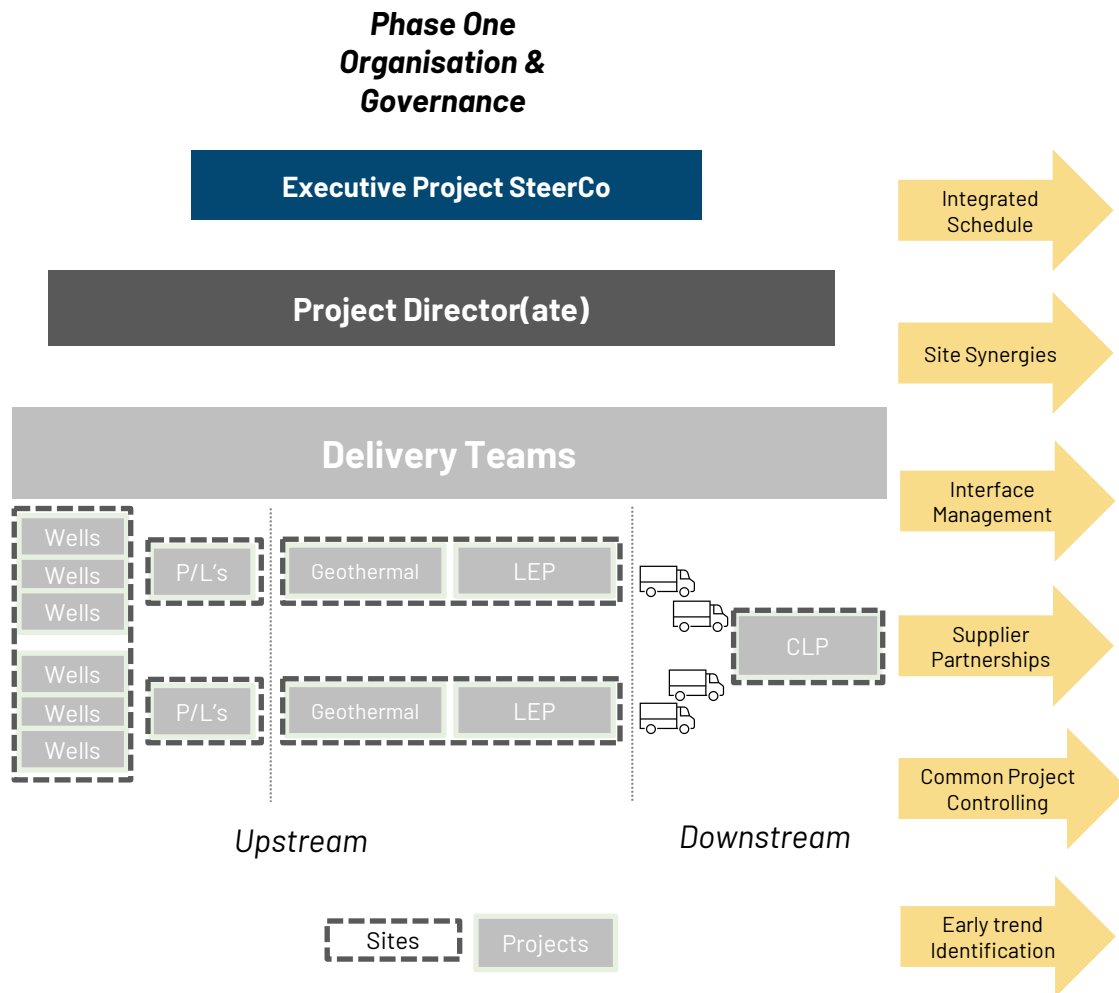 Phase One
Organisation &
Governance
Executive Project SteerCo
Project Director(ate)
Delivery Teams
Wells
Wells
Wells
Wells
Wells
Wells
P/L's
P/L's
Geothermal
LEP
Geothermal
LEP
CLP
Upstream
Downstream
Sites
Projects
Integrated
Schedule
Site Synergies
Interface
Management
Supplier
Partnerships
Common Project
Controlling
Early trend
Identification